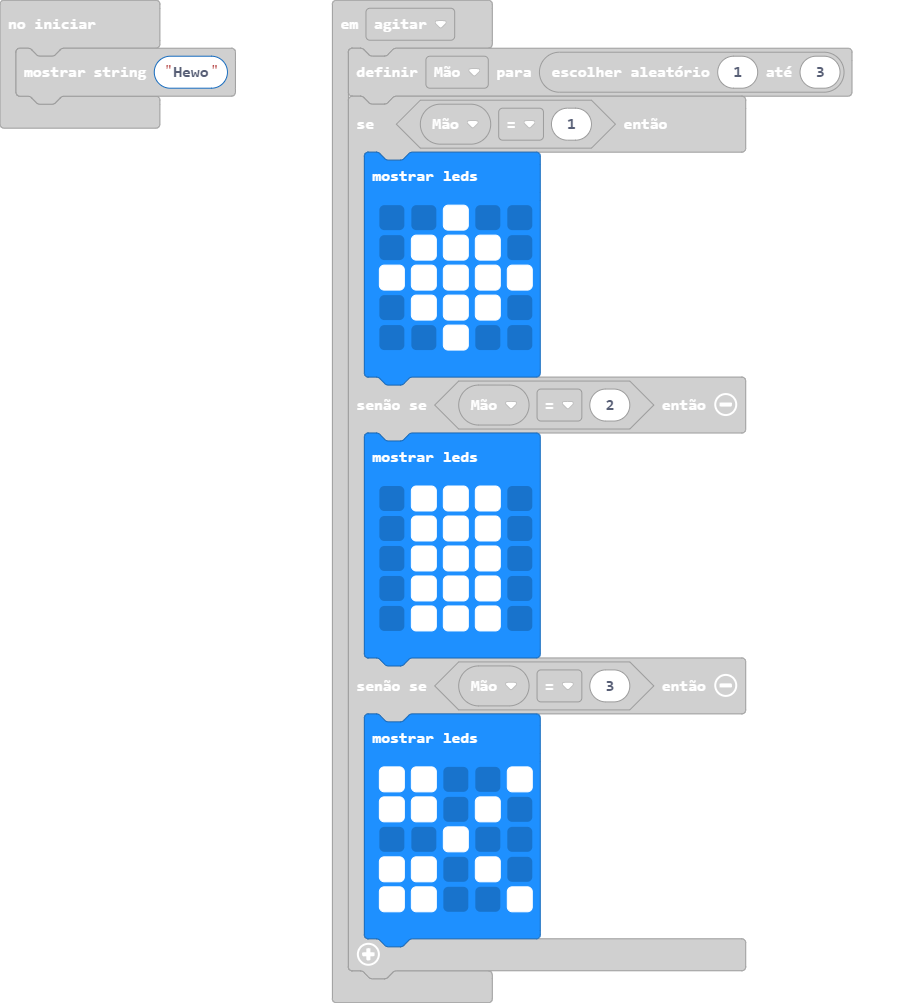 no iniciar
mostrar string "Hewo"
em agitar
definir Mão para escolher aleatório 1 até 3
se Mão = 1 então
mostrar leds
senão se Mão = 2 então
mostrar leds
senão se Mão = 3 então
mostrar leds